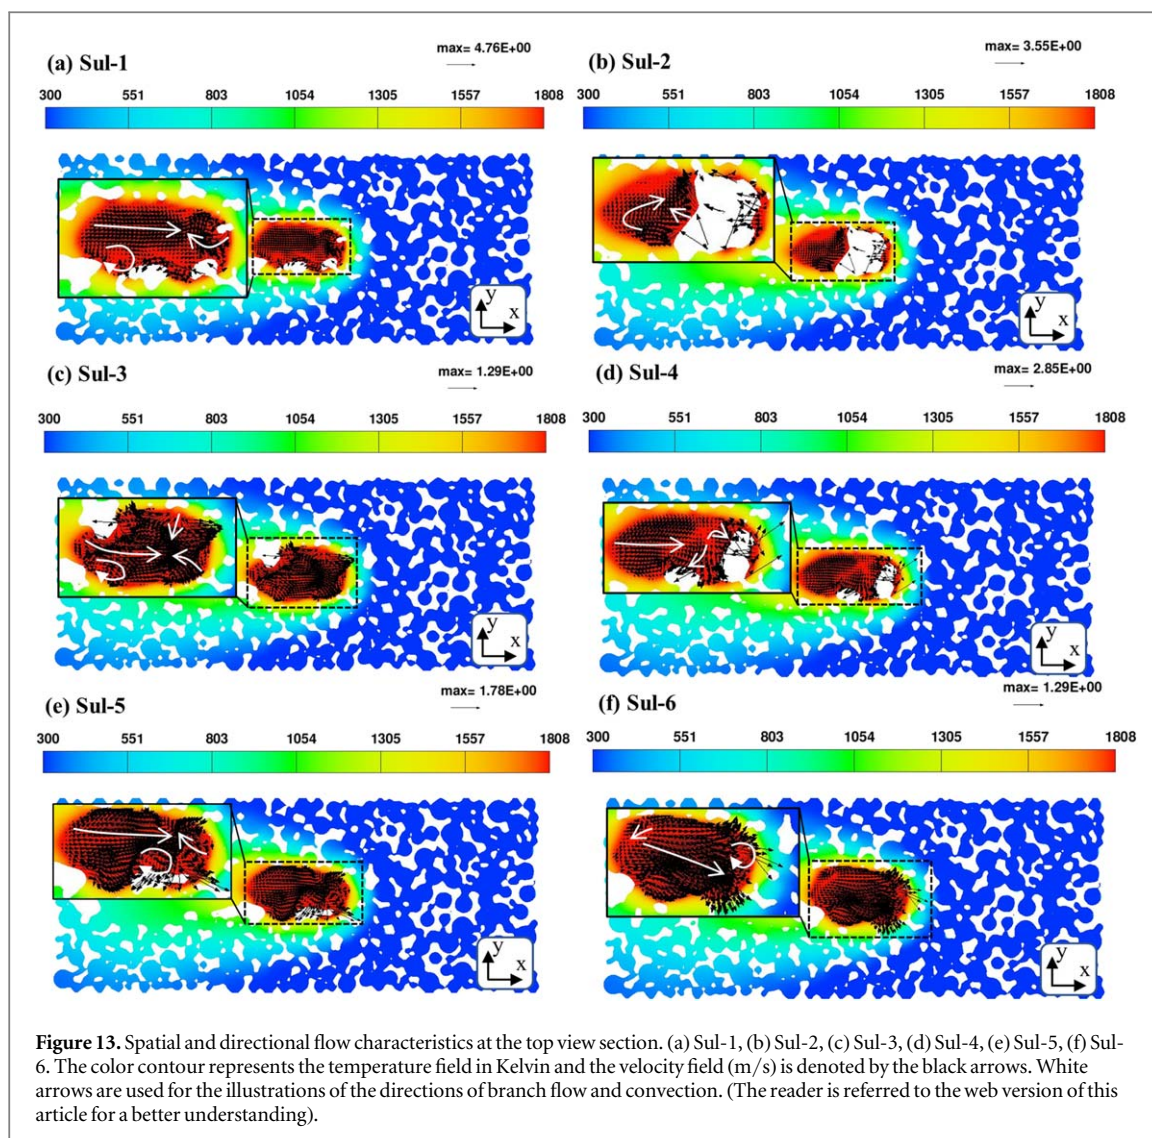 max= 4.76E+00
(a) Sul-1
300 551 803 1054 1305 1557 1808
y
x
max= 3.55E+00
(b) Sul-2
300 551 803 1054 1305 1557 1808
y
x
max= 1.29E+00
(c) Sul-3
300 551 803 1054 1305 1557 1808
y
x
max= 2.85E+00
(d) Sul-4
300 551 803 1054 1305 1557 1808
y
x
max= 1.78E+00
(e) Sul-5
300 551 803 1054 1305 1557 1808
y
x
max= 1.29E+00
(f) Sul-6
300 551 803 1054 1305 1557 1808
y
x
Figure 13. Spatial and directional flow characteristics at the top view section. (a) Sul-1, (b) Sul-2, (c) Sul-3, (d) Sul-4, (e) Sul-5, (f) Sul-
6. The color contour represents the temperature field in Kelvin and the velocity field (m/s) is denoted by the black arrows. White
arrows are used for the illustrations of the directions of branch flow and convection. (The reader is referred to the web version of this
article for a better understanding).